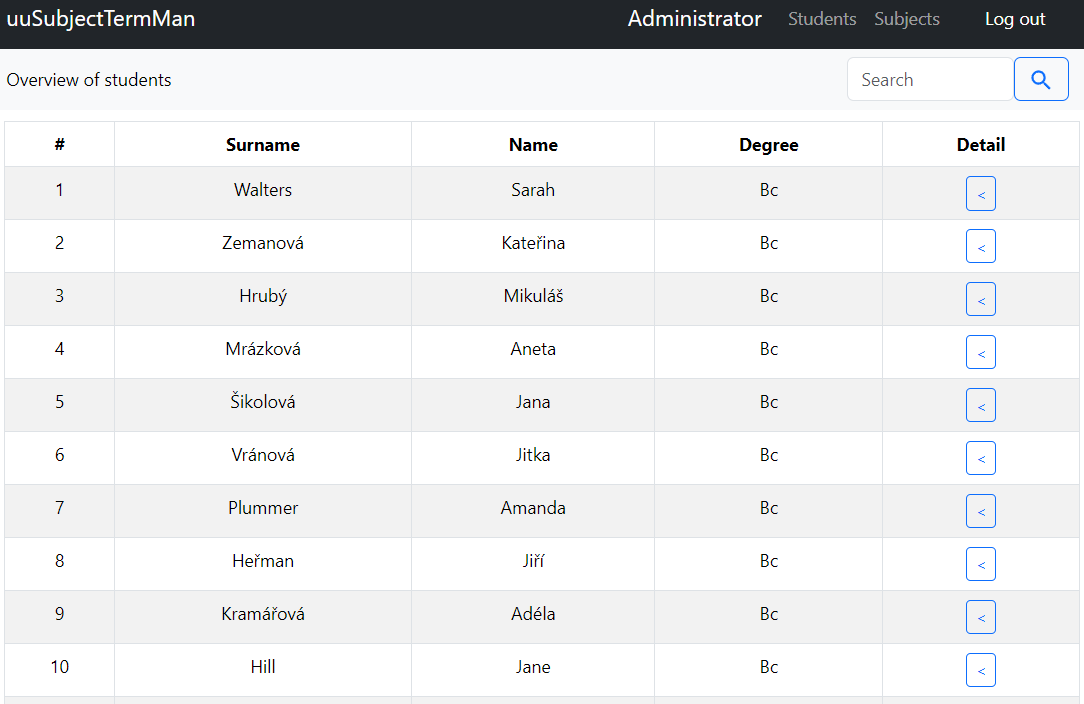 uuSubjectTermMan Administrator Students Subjects Log out
Overview of students Search
# Surname Name Degree Detail
1 Walters Sarah Bc <
2 Zemanová Kateřina Bc <
3 Hrubý Mikuláš Bc <
4 Mrázková Aneta Bc <
5 Šikolová Jana Bc <
6 Vránová Jitka Bc <
7 Plummer Amanda Bc <
8 Heřman Jiří Bc <
9 Kramářová Adéla Bc <
10 Hill Jane Bc <